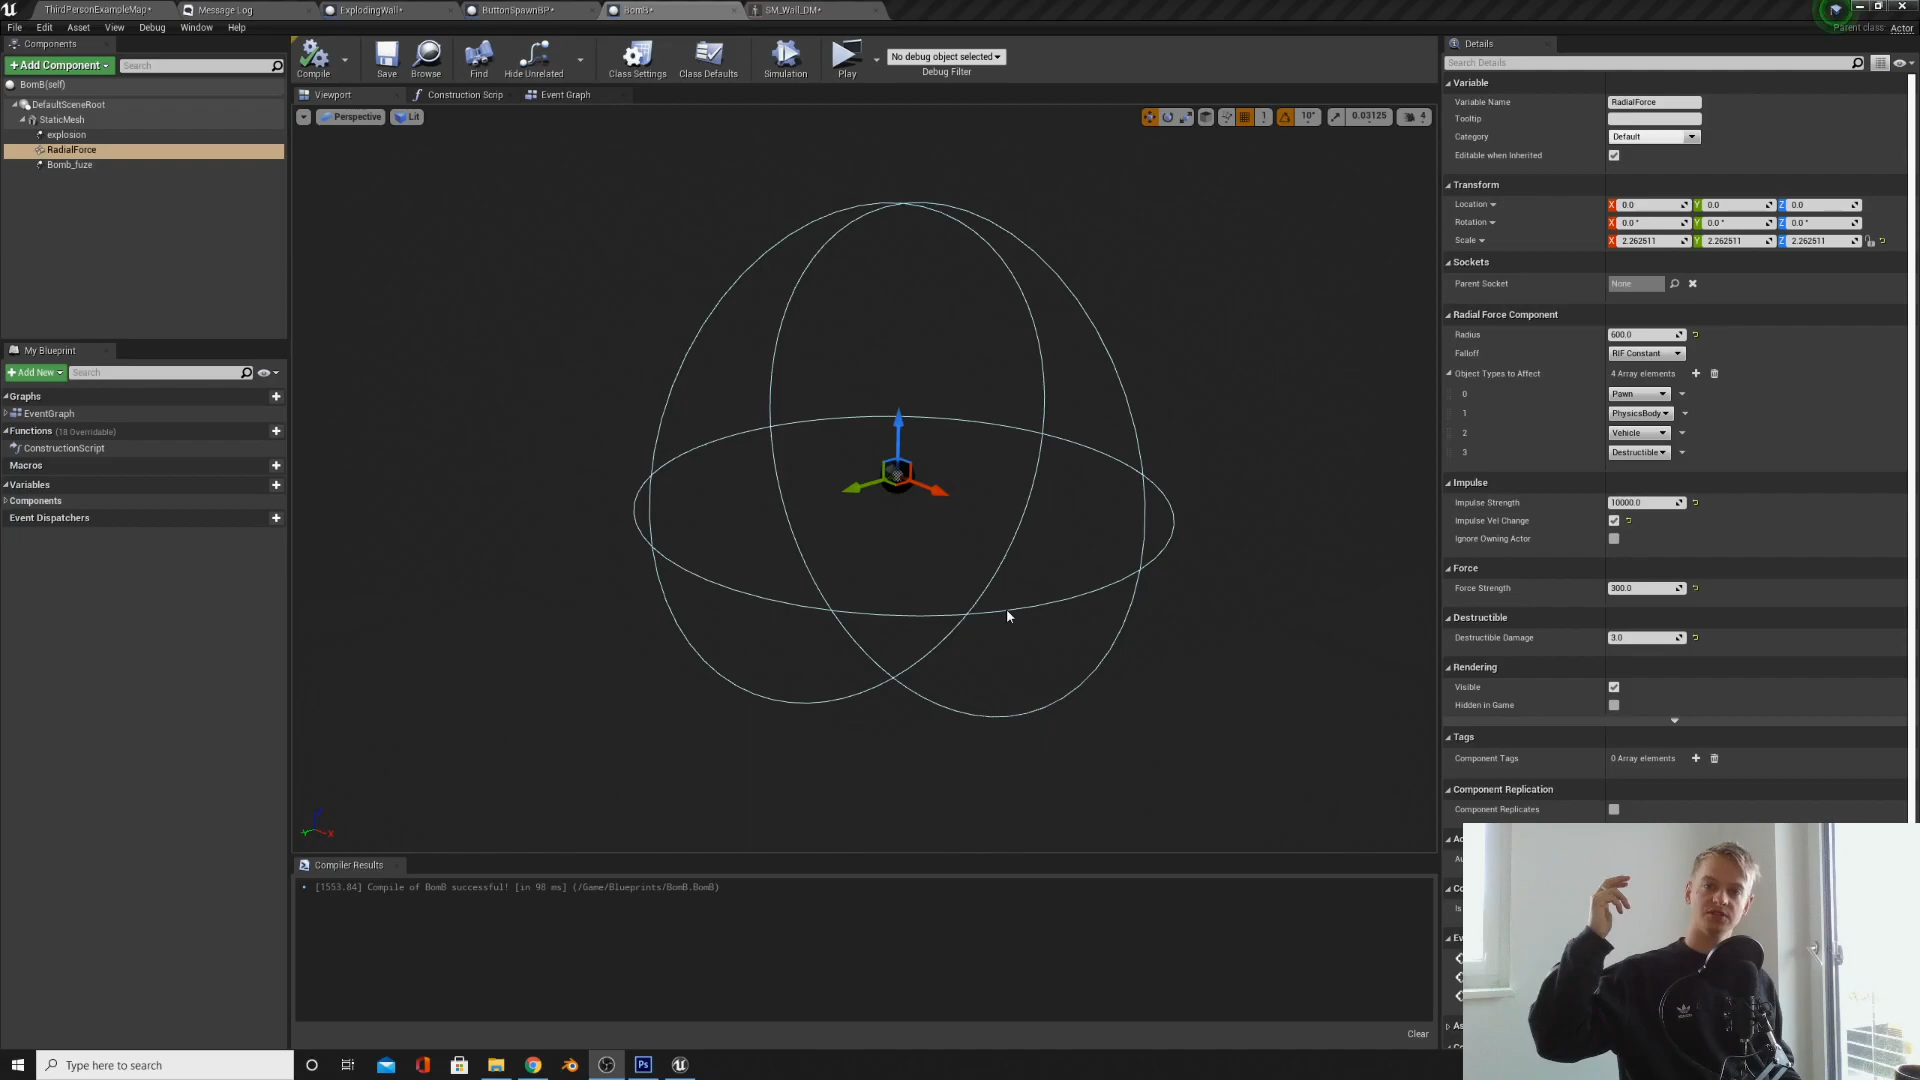 ThirdPersonExampleMap*
Message Log
ExplodingWall*
ButtonSpawnBP*
BomB*
SM_Wall_DM*
File Edit Asset View Debug Window Help
Parent class: Actor
Components
+Add Component
Search
BomB(self)
DefaultSceneRoot
StaticMesh
explosion
RadialForce
Bomb_fuze
My Blueprint
+Add New
Search
Graphs
EventGraph
Functions (18 Overridable)
ConstructionScript
Macros
Variables
Components
Event Dispatchers
Compile
Save
Browse
Find
Hide Unrelated
Class Settings
Class Defaults
Simulation
Play
No debug object selected
Debug Filter
Viewport
Construction Scrip
Event Graph
Perspective
Lit
1
10°
0.03125
4
Compiler Results
[1553.84] Compile of BomB successful! [in 98 ms] (/Game/Blueprints/BomB.BomB)
Clear
Details
Search Details
Variable
Variable Name RadialForce
Tooltip
Category Default
Editable when Inherited
Transform
Location X 0.0 Y 0.0 Z 0.0
Rotation X 0.0° Y 0.0° Z 0.0°
Scale X 2.262511 Y 2.262511 Z 2.262511
Sockets
Parent Socket None
Radial Force Component
Radius 600.0
Falloff RIF Constant
Object Types to Affect 4 Array elements
0 Pawn
1 PhysicsBody
2 Vehicle
3 Destructible
Impulse
Impulse Strength 10000.0
Impulse Vel Change
Ignore Owning Actor
Force
Force Strength 300.0
Destructible
Destructible Damage 3.0
Rendering
Visible
Hidden in Game
Tags
Component Tags 0 Array elements
Component Replication
Component Replicates
Type here to search